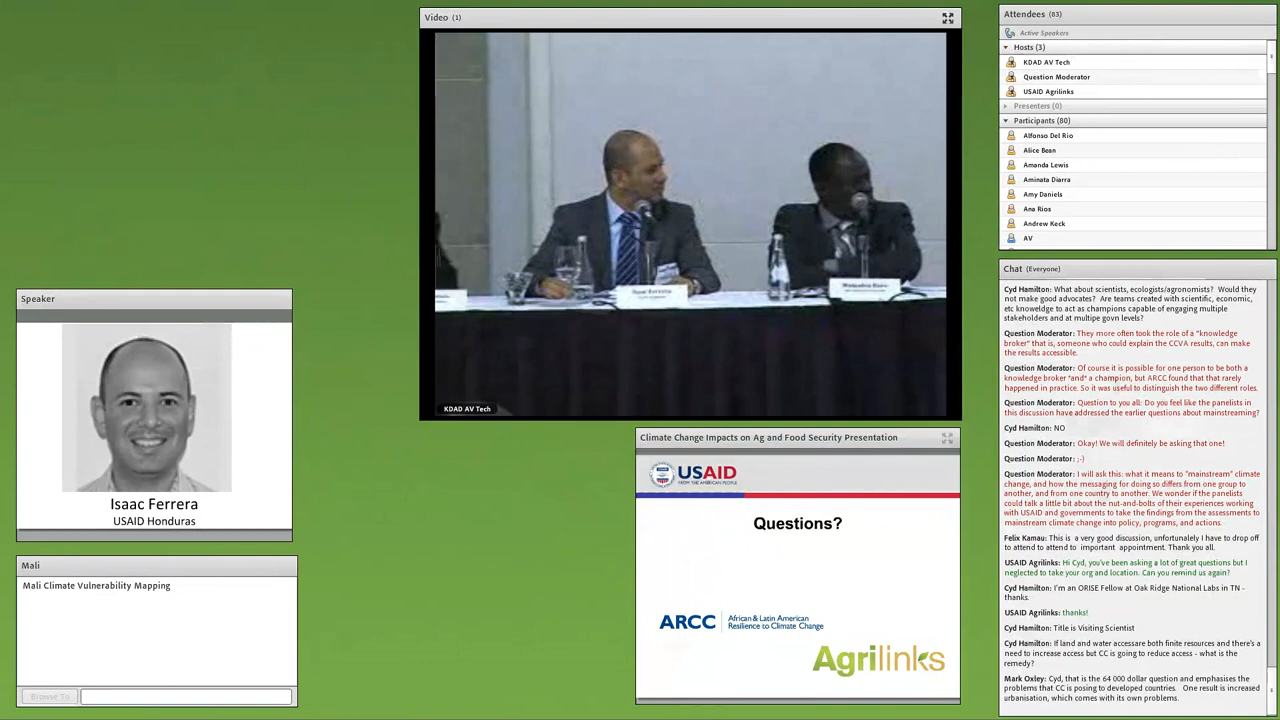 Video (1)
KDAD AV Tech
Speaker
Isaac Ferrera
USAID Honduras
Mali
Mali Climate Vulnerability Mapping
Browse To
Climate Change Impacts on Ag and Food Security Presentation
USAID
FROM THE AMERICAN PEOPLE
Questions?
ARCC African & Latin American
Resilience to Climate Change
Agrilinks
Attendees (83)
Active Speakers
Hosts (3)
KDAD AV Tech
Question Moderator
USAID Agrilinks
Presenters (0)
Participants (80)
Alfonso Del Rio
Alice Bean
Amanda Lewis
Aminata Diarra
Amy Daniels
Ana Rios
Andrew Keck
AV
Chat (Everyone)
Cyd Hamilton: What about scientists, ecologists/agronomists? Would they
not make good advocates? Are teams created with scientific, economic,
etc knoweldge to act as champions capable of engaging multiple
stakeholders and at multipe govn levels?
Question Moderator: They more often took the role of a "knowledge
broker" that is, someone who could explain the CCVA results, can make
the results accessible.
Question Moderator: Of course it is possible for one person to be both a
knowledge broker *and* a champion, but ARCC found that that rarely
happened in practice. So it was useful to distinguish the two different roles.
Question Moderator: Question to you all: Do you feel like the panelists in
this discussion have addressed the earlier questions about mainstreaming?
Cyd Hamilton: NO
Question Moderator: Okay! We will definitely be asking that one!
Question Moderator: ;-)
Question Moderator: I will ask this: what it means to "mainstream" climate
change, and how the messaging for doing so differs from one group to
another, and from one country to another. We wonder if the panelists
could talk a little bit about the nut-and-bolts of their experiences working
with USAID and governments to take the findings from the assessments to
mainstream climate change into policy, programs, and actions.
Felix Kamau: This is a very good discussion, unfortunately I have to drop off
to attend to attend to important appointment. Thank you all.
USAID Agrilinks: Hi Cyd, you've been asking a lot of great questions but I
neglected to take your org and location. Can you remind us again?
Cyd Hamilton: I'm an ORISE Fellow at Oak Ridge National Labs in TN -
thanks.
USAID Agrilinks: thanks!
Cyd Hamilton: Title is Visiting Scientist
Cyd Hamilton: If land and water accessare both finite resources and there's a
need to increase access but CC is going to reduce access - what is the
remedy?
Mark Oxley: Cyd, that is the 64 000 dollar question and emphasises the
problems that CC is posing to developed countries. One result is increased
urbanisation, which comes with its own problems.